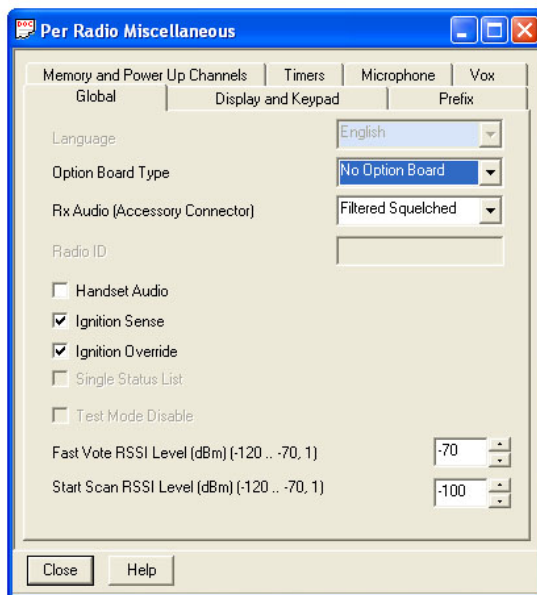 DOC
Per Radio Miscellaneous
Memory and Power Up Channels Timers Microphone Vox
Global Display and Keypad Prefix
Language English
Option Board Type No Option Board
Rx Audio (Accessory Connector) Filtered Squelched
Radio ID
Handset Audio
Ignition Sense
Ignition Override
Single Status List
Test Mode Disable
Fast Vote RSSI Level (dBm) (-120 .. -70, 1) -70
Start Scan RSSI Level (dBm) (-120 .. -70, 1) -100
Close Help